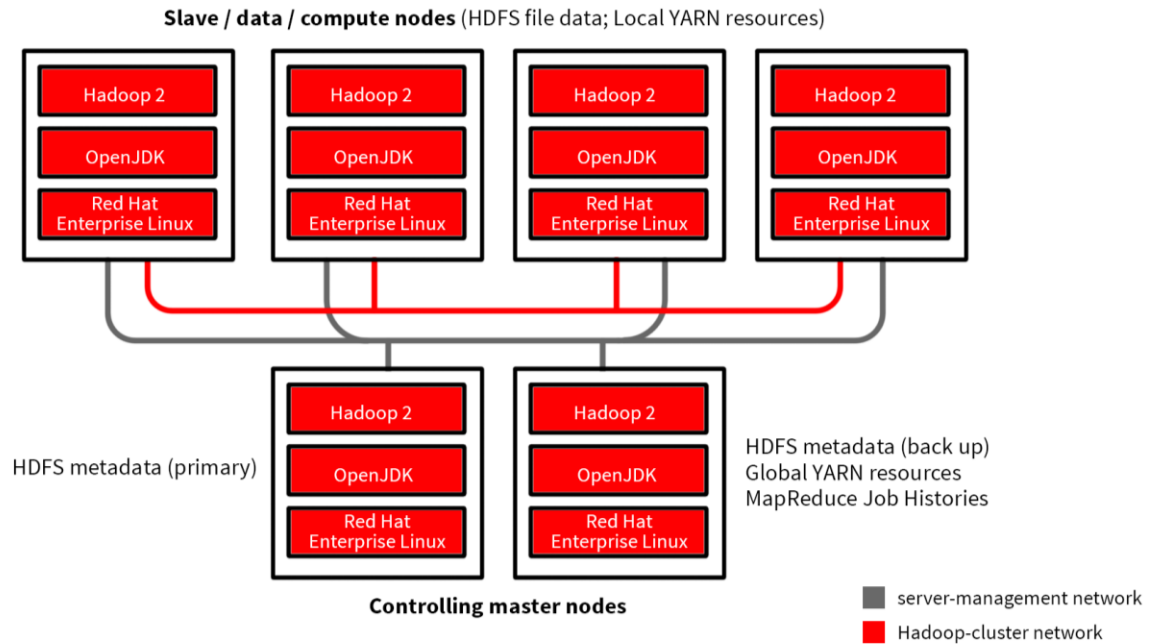 Slave / data / compute nodes (HDFS file data; Local YARN resources)
Hadoop 2
OpenJDK
Red Hat
Enterprise Linux
Hadoop 2
OpenJDK
Red Hat
Enterprise Linux
Hadoop 2
OpenJDK
Red Hat
Enterprise Linux
Hadoop 2
OpenJDK
Red Hat
Enterprise Linux
HDFS metadata (primary)
Hadoop 2
OpenJDK
Red Hat
Enterprise Linux
Hadoop 2
OpenJDK
Red Hat
Enterprise Linux
HDFS metadata (back up)
Global YARN resources
MapReduce Job Histories
Controlling master nodes
server-management network
Hadoop-cluster network